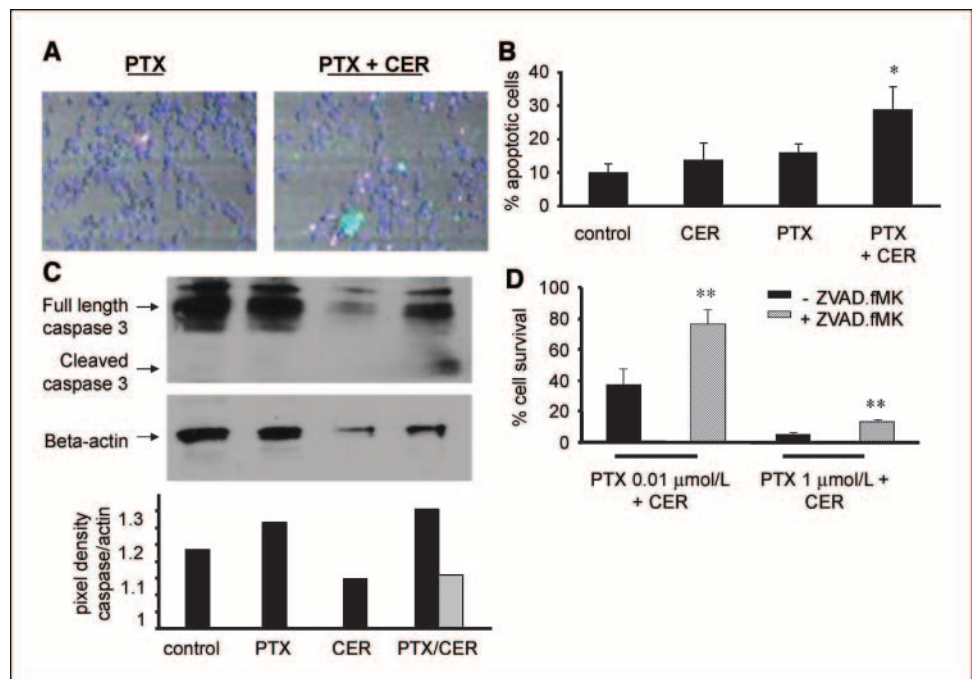 A
PTX
PTX + CER
B
% apoptotic cells
40
30
20
10
0
*
control
CER
PTX
PTX
+ CER
C
Full length
caspase 3
Cleaved
caspase 3
Beta-actin
pixel density
caspase/actin
1.3
1.2
1.1
1
control
PTX
CER
PTX/CER
D
% cell survival
100
80
60
40
20
0
**
**
- ZVAD.fMK
+ ZVAD.fMK
PTX 0.01 μmol/L
+ CER
PTX 1 μmol/L +
CER